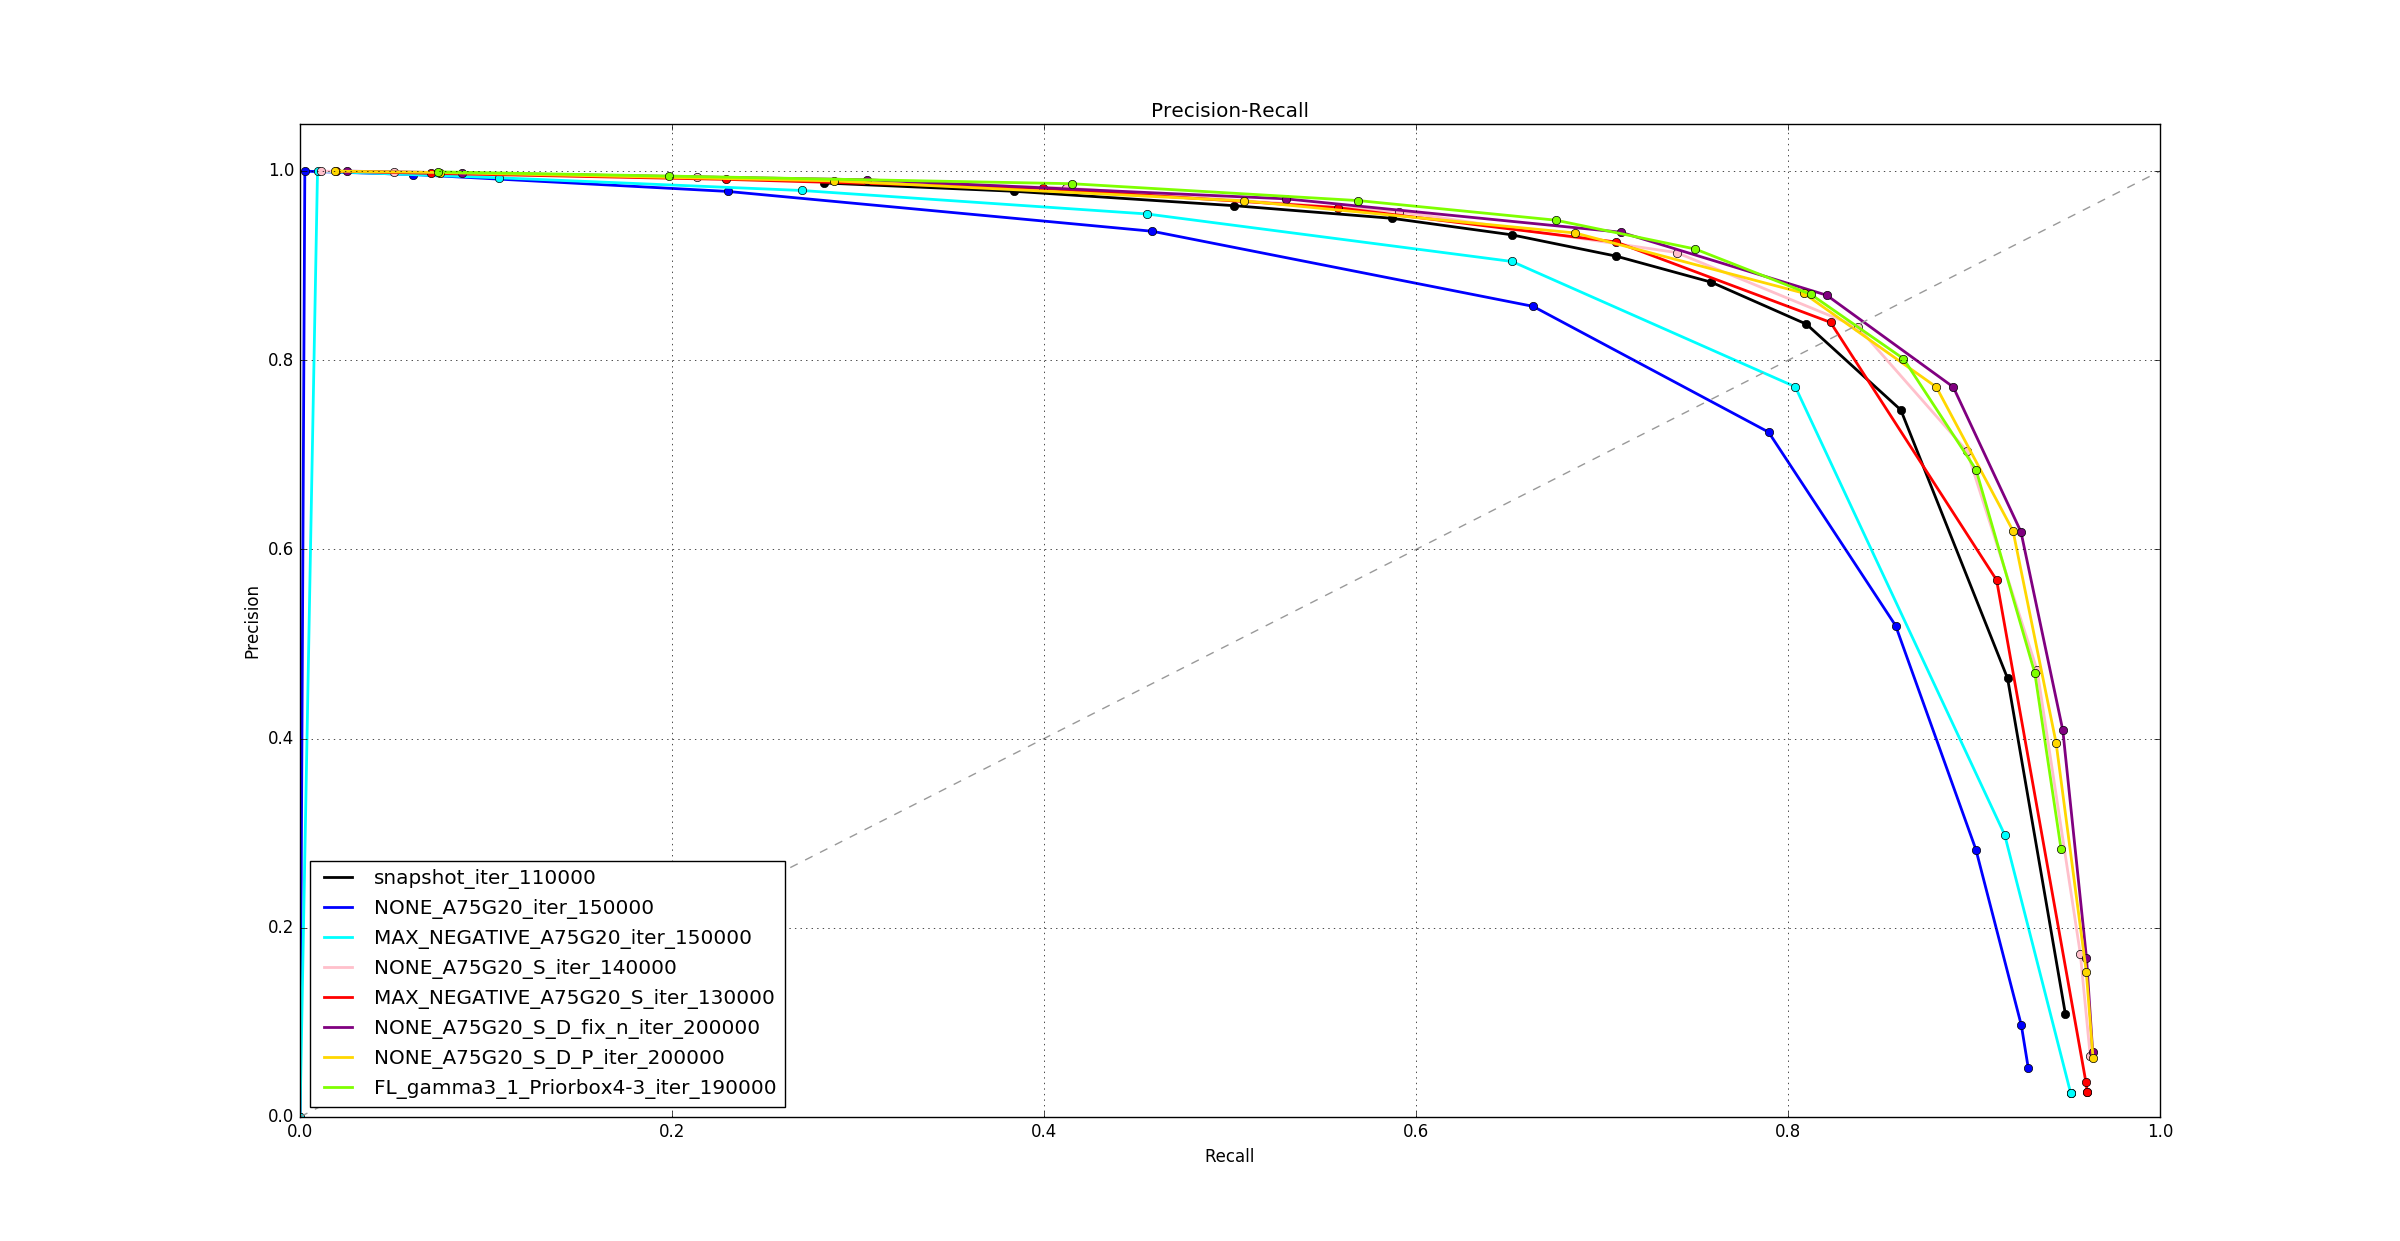 Precision-Recall
1.0
0.8
0.6
0.4
0.2
0.0
Precision
snapshot_iter_110000
NONE_A75G20_iter_150000
MAX_NEGATIVE_A75G20_iter_150000
NONE_A75G20_S_iter_140000
MAX_NEGATIVE_A75G20_S_iter_130000
NONE_A75G20_S_D_fix_n_iter_200000
NONE_A75G20_S_D_P_iter_200000
FL_gamma3_1_Priorbox4-3_iter_190000
0.0 0.2 0.4 0.6 0.8 1.0
Recall